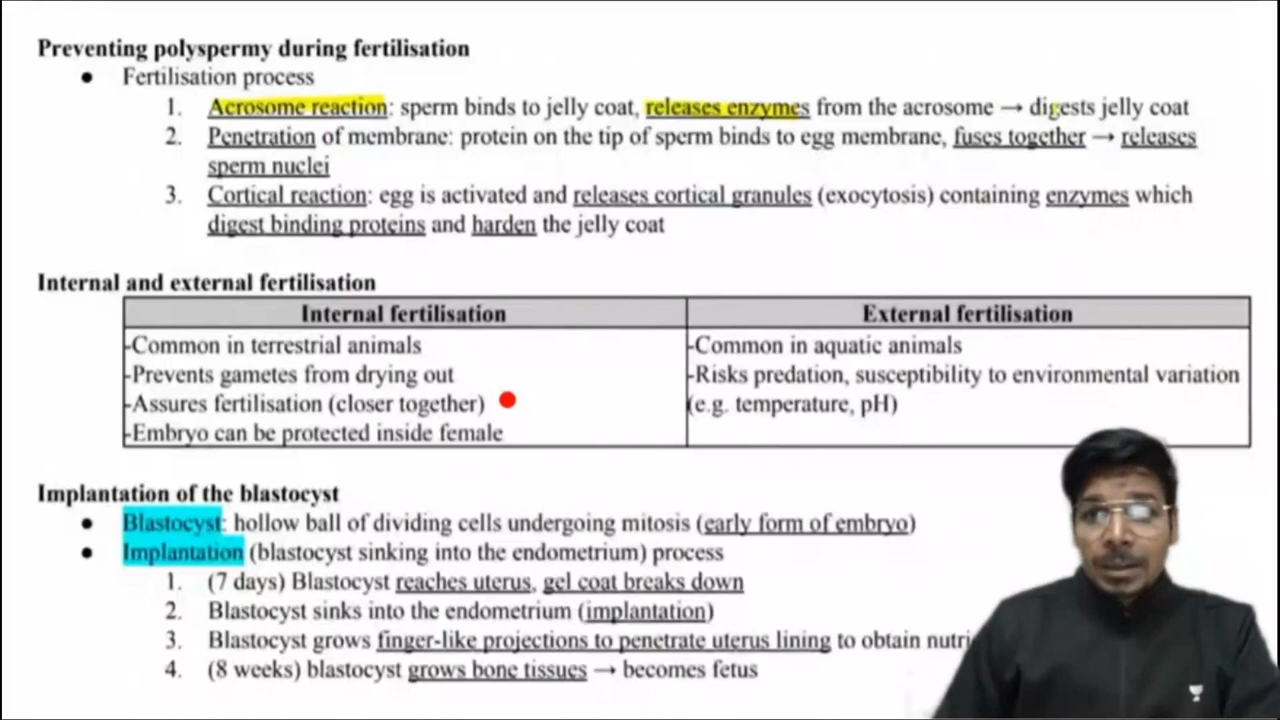 Preventing polyspermy during fertilisation
● Fertilisation process
1. Acrosome reaction: sperm binds to jelly coat, releases enzymes from the acrosome → digests jelly coat
2. Penetration of membrane: protein on the tip of sperm binds to egg membrane, fuses together → releases
sperm nuclei
3. Cortical reaction: egg is activated and releases cortical granules (exocytosis) containing enzymes which
digest binding proteins and harden the jelly coat
Internal and external fertilisation
Internal fertilisation
-Common in terrestrial animals
-Prevents gametes from drying out
-Assures fertilisation (closer together)
-Embryo can be protected inside female
External fertilisation
-Common in aquatic animals
-Risks predation, susceptibility to environmental variation
(e.g. temperature, pH)
Implantation of the blastocyst
● Blastocyst: hollow ball of dividing cells undergoing mitosis (early form of embryo)
● Implantation (blastocyst sinking into the endometrium) process
1. (7 days) Blastocyst reaches uterus, gel coat breaks down
2. Blastocyst sinks into the endometrium (implantation)
3. Blastocyst grows finger-like projections to penetrate uterus lining to obtain
4. (8 weeks) blastocyst grows bone tissues → becomes fetus